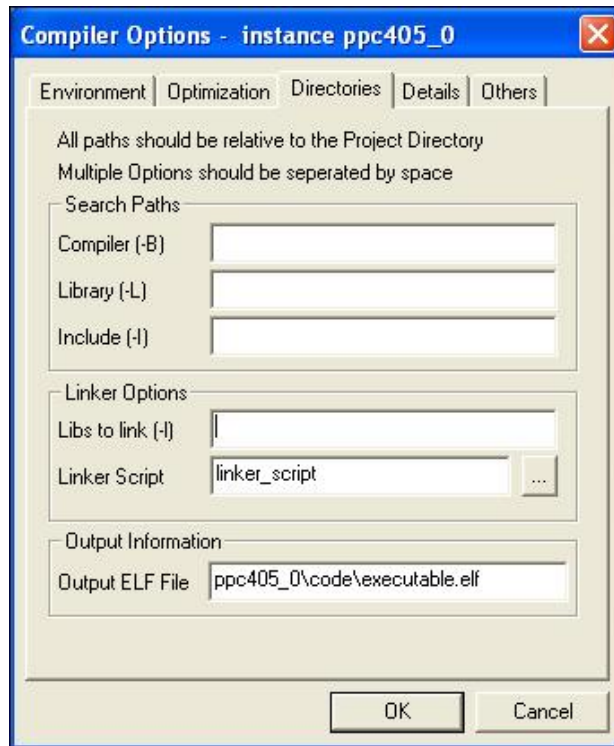 Compiler Options - instance ppc405_0
Environment Optimization Directories Details Others
All paths should be relative to the Project Directory
Multiple Options should be seperated by space
Search Paths
Compiler (-B)
Library (-L)
Include (-I)
Linker Options
Libs to link (-l)
Linker Script linker_script ...
Output Information
Output ELF File ppc405_0\code\executable.elf
OK Cancel